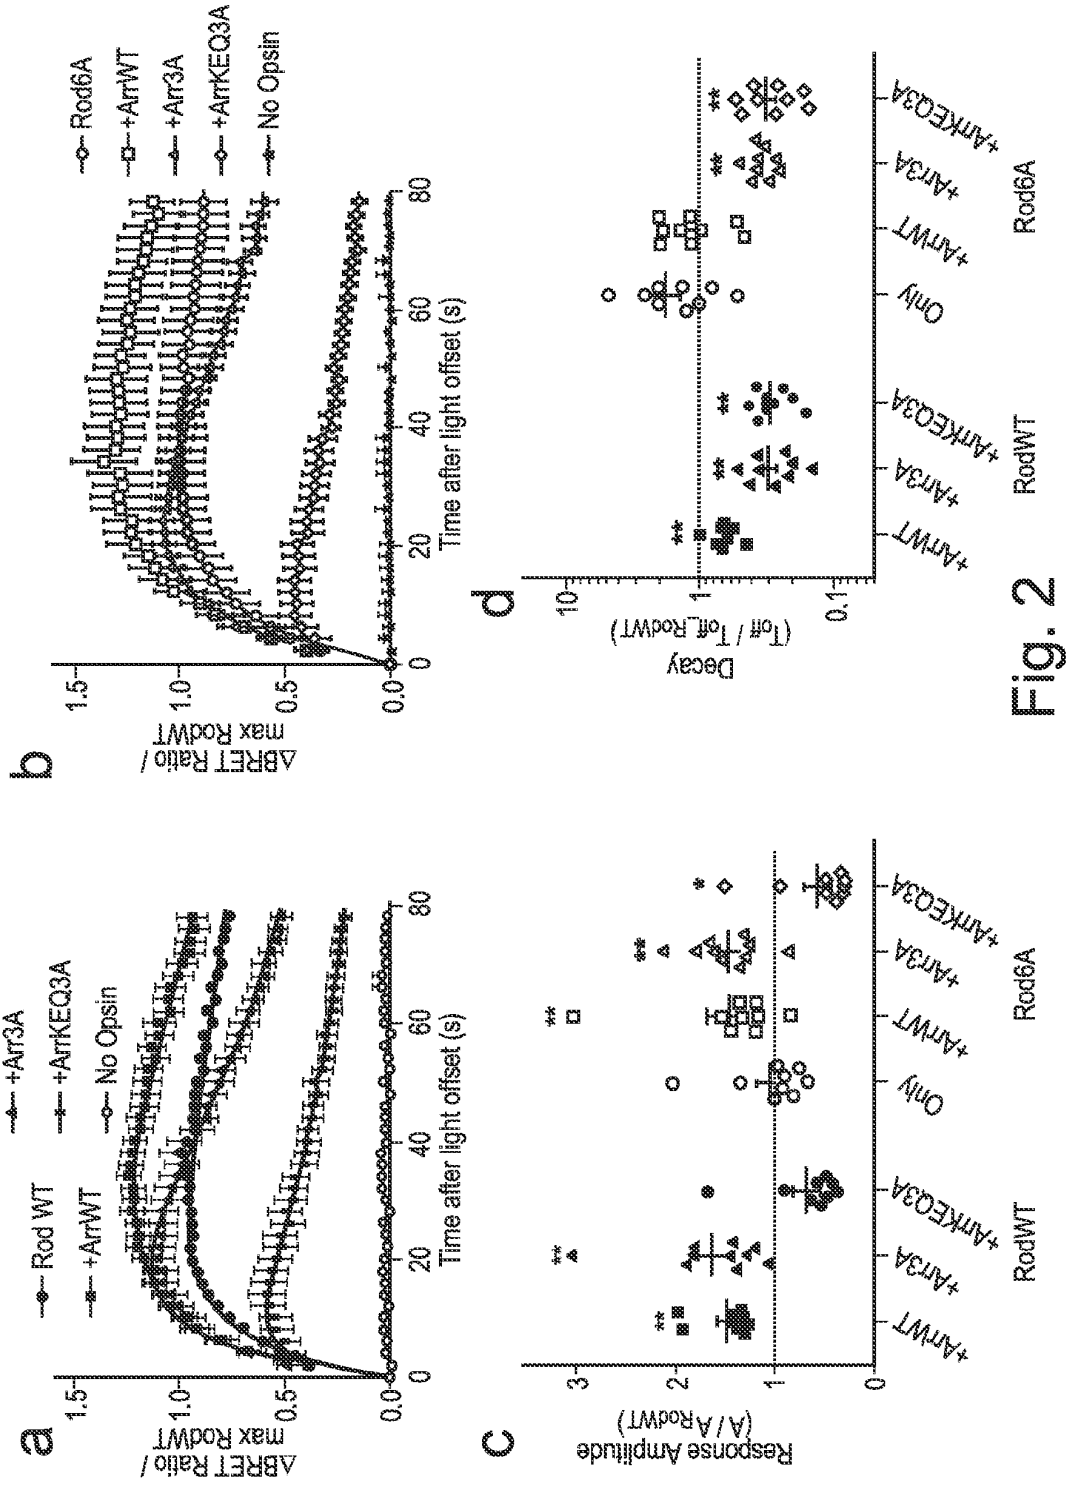 a
● Rod WT
▲ +Arr3A
■ +ArrWT
✶ +ArrKEQ3A
○ No Opsin
ΔBRET Ratio /
max RodWT
1.5
1.0
0.5
0.0
0 20 40 60 80
Time after light offset (s)
b
Rod6A
+ArrWT
+Arr3A
+ArrKEQ3A
No Opsin
ΔBRET Ratio /
max RodWT
1.5
1.0
0.5
0.0
0 20 40 60 80
Time after light offset (s)
c
Response Amplitude
(A / A RodWT)
3
2
1
0
** ** ** ** *
+ArrWT +Arr3A +ArrKEQ3A Only +ArrWT +Arr3A +ArrKEQ3A
RodWT Rod6A
d
Decay
(Toff / Toff_RodWT)
10
1
0.1
** ** ** ** **
+ArrWT +Arr3A +ArrKEQ3A Only +ArrWT +Arr3A +ArrKEQ3A
RodWT Rod6A
Fig. 2